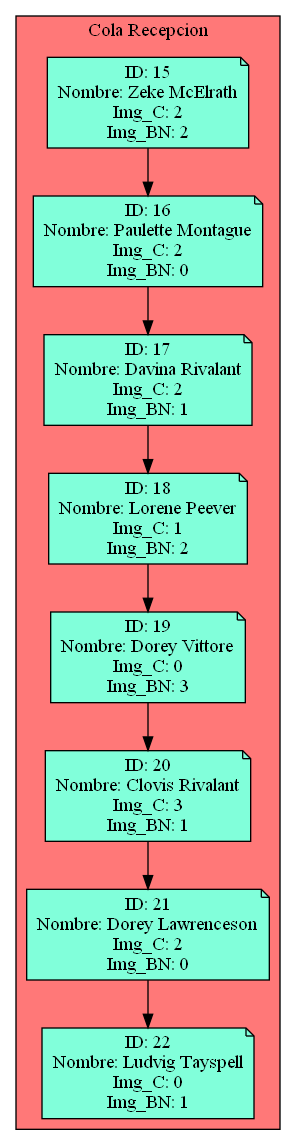 Cola Recepcion
ID: 15
Nombre: Zeke McElrath
Img_C: 2
Img_BN: 2
ID: 16
Nombre: Paulette Montague
Img_C: 2
Img_BN: 0
ID: 17
Nombre: Davina Rivalant
Img_C: 2
Img_BN: 1
ID: 18
Nombre: Lorene Peever
Img_C: 1
Img_BN: 2
ID: 19
Nombre: Dorey Vittore
Img_C: 0
Img_BN: 3
ID: 20
Nombre: Clovis Rivalant
Img_C: 3
Img_BN: 1
ID: 21
Nombre: Dorey Lawrenceson
Img_C: 2
Img_BN: 0
ID: 22
Nombre: Ludvig Tayspell
Img_C: 0
Img_BN: 1